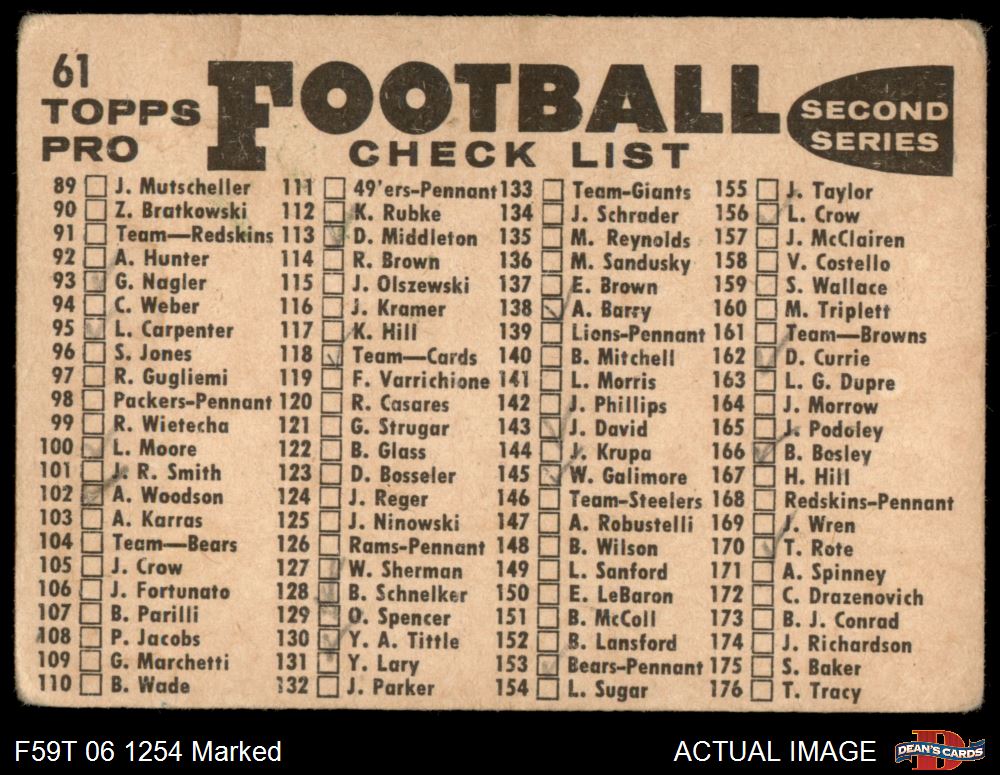 61
TOPPS
PRO
FOOTBALL
CHECK LIST
SECOND
SERIES
89 J. Mutscheller
90 Z. Bratkowski
91 Team—Redskins
92 A. Hunter
93 G. Nagler
94 C. Weber
95 L. Carpenter
96 S. Jones
97 R. Gugliemi
98 Packers-Pennant
99 R. Wietecha
100 L. Moore
101 J. R. Smith
102 A. Woodson
103 A. Karras
104 Team—Bears
105 J. Crow
106 J. Fortunato
107 B. Parilli
108 P. Jacobs
109 G. Marchetti
110 B. Wade
111 49'ers-Pennant
112 K. Rubke
113 D. Middleton
114 R. Brown
115 J. Olszewski
116 J. Kramer
117 K. Hill
118 Team—Cards
119 F. Varrichione
120 R. Casares
121 G. Strugar
122 B. Glass
123 D. Bosseler
124 J. Reger
125 J. Ninowski
126 Rams-Pennant
127 W. Sherman
128 B. Schnelker
129 O. Spencer
130 Y. A. Tittle
131 Y. Lary
132 J. Parker
133 Team-Giants
134 J. Schrader
135 M. Reynolds
136 M. Sandusky
137 E. Brown
138 A. Barry
139 Lions-Pennant
140 B. Mitchell
141 L. Morris
142 J. Phillips
143 J. David
144 J. Krupa
145 W. Galimore
146 Team-Steelers
147 A. Robustelli
148 B. Wilson
149 L. Sanford
150 E. LeBaron
151 B. McColl
152 B. Lansford
153 Bears-Pennant
154 L. Sugar
155 J. Taylor
156 L. Crow
157 J. McClairen
158 V. Costello
159 S. Wallace
160 M. Triplett
161 Team—Browns
162 D. Currie
163 L. G. Dupre
164 J. Morrow
165 J. Podoley
166 B. Bosley
167 H. Hill
168 Redskins-Pennant
169 J. Wren
170 T. Rote
171 A. Spinney
172 C. Drazenovich
173 B. J. Conrad
174 J. Richardson
175 S. Baker
176 T. Tracy
F59T 06 1254 Marked
ACTUAL IMAGE
DEAN'S CARDS